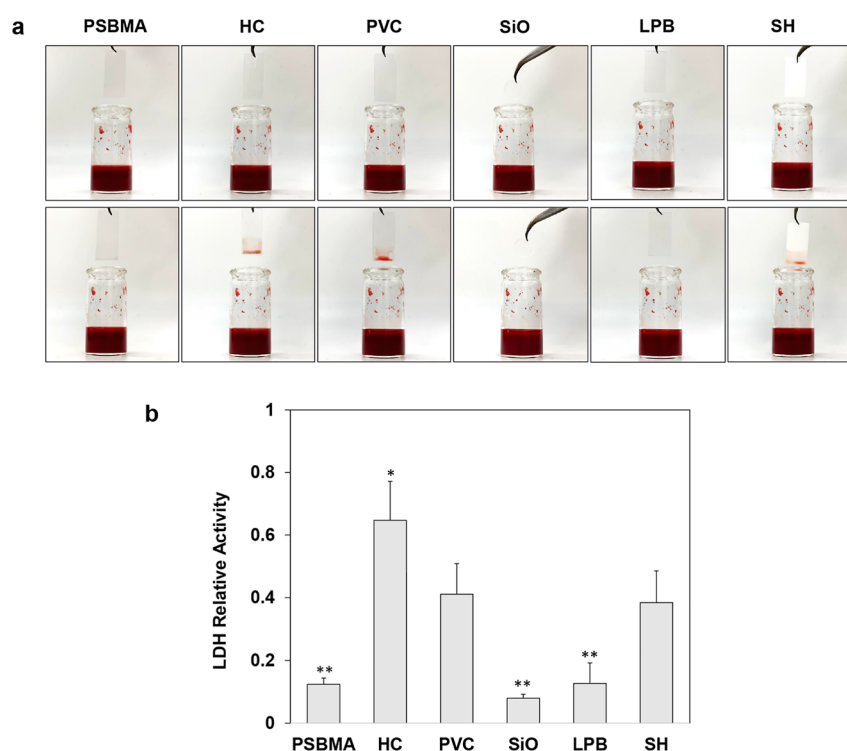 a
PSBMA HC PVC SiO LPB SH
b
1
0.8
0.6
0.4
0.2
0
LDH Relative Activity
** * ** **
PSBMA HC PVC SiO LPB SH